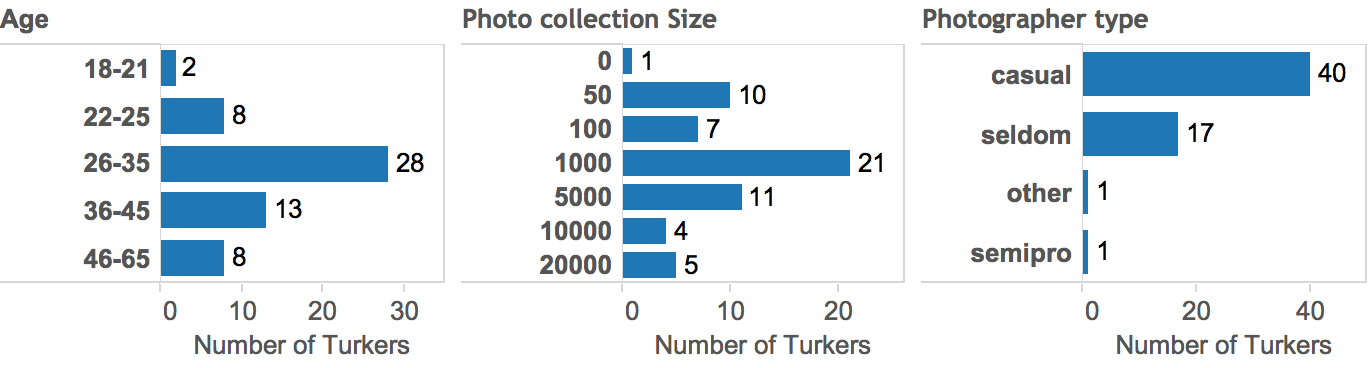 Age
18-21 2
22-25 8
26-35 28
36-45 13
46-65 8
0 10 20 30
Number of Turkers
Photo collection Size
0 1
50 10
100 7
1000 21
5000 11
10000 4
20000 5
0 10 20
Number of Turkers
Photographer type
casual 40
seldom 17
other 1
semipro 1
0 20 40
Number of Turkers